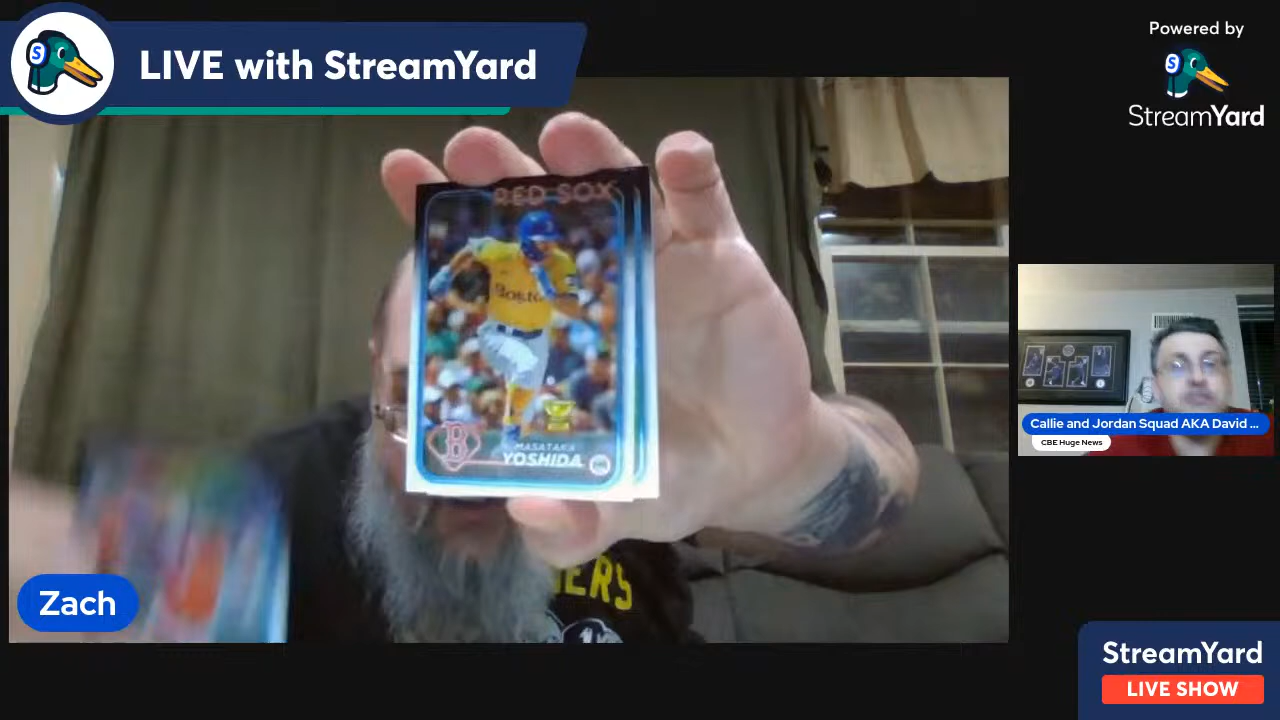 LIVE with StreamYard
Powered by
StreamYard
RED SOX
Boston
B
MASATAKA
YOSHIDA
Callie and Jordan Squad AKA David ...
CBE Huge News
ERS
Zach
StreamYard
LIVE SHOW